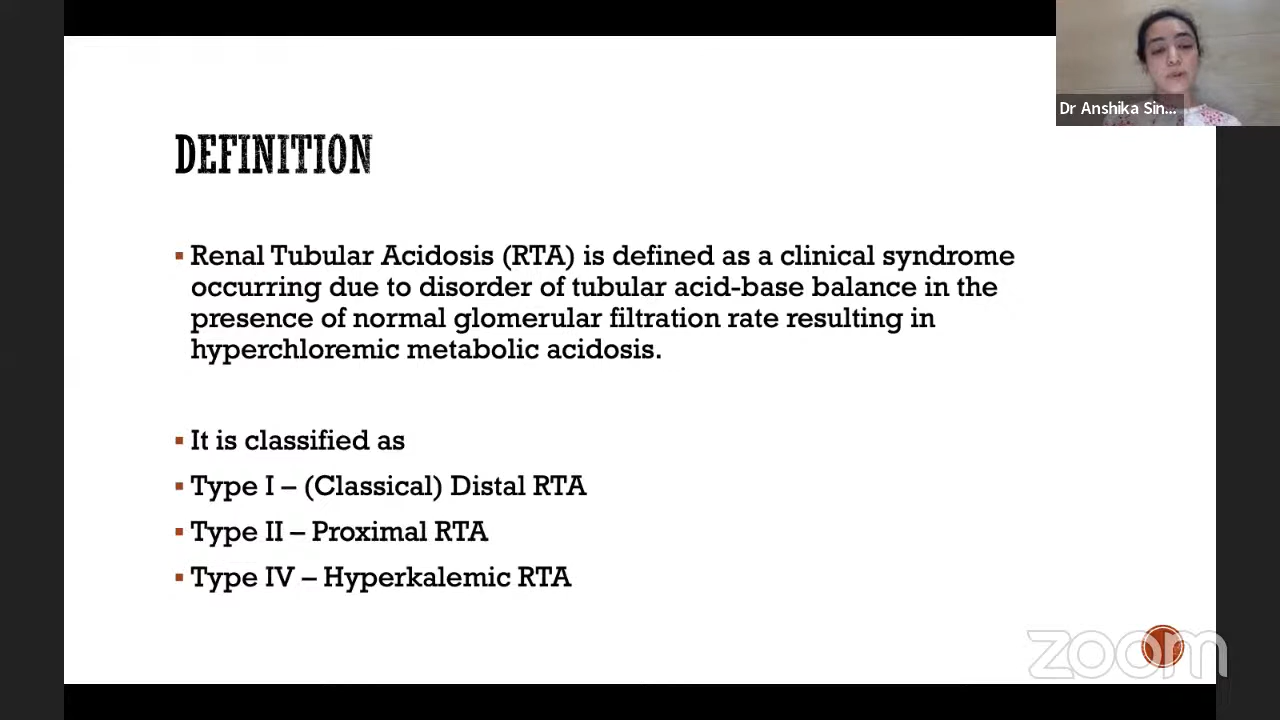 Dr Anshika Sin...
DEFINITION
▪ Renal Tubular Acidosis (RTA) is defined as a clinical syndrome
occurring due to disorder of tubular acid-base balance in the
presence of normal glomerular filtration rate resulting in
hyperchloremic metabolic acidosis.
▪ It is classified as
▪ Type I – (Classical) Distal RTA
▪ Type II – Proximal RTA
▪ Type IV – Hyperkalemic RTA
zoom